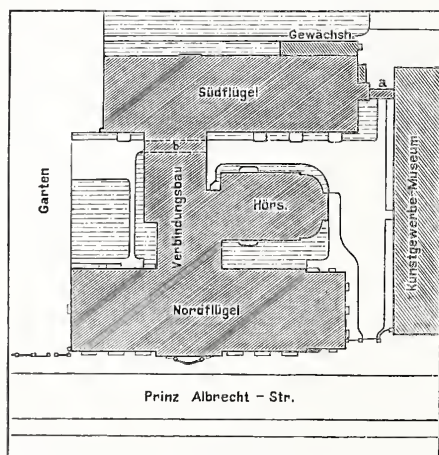 Gewächsh.
a
Südflügel
b
Garten
Verbindungsbau
Hörs.
Kunstgewerbe-Museum
Nordflügel
Prinz Albrecht – Str.